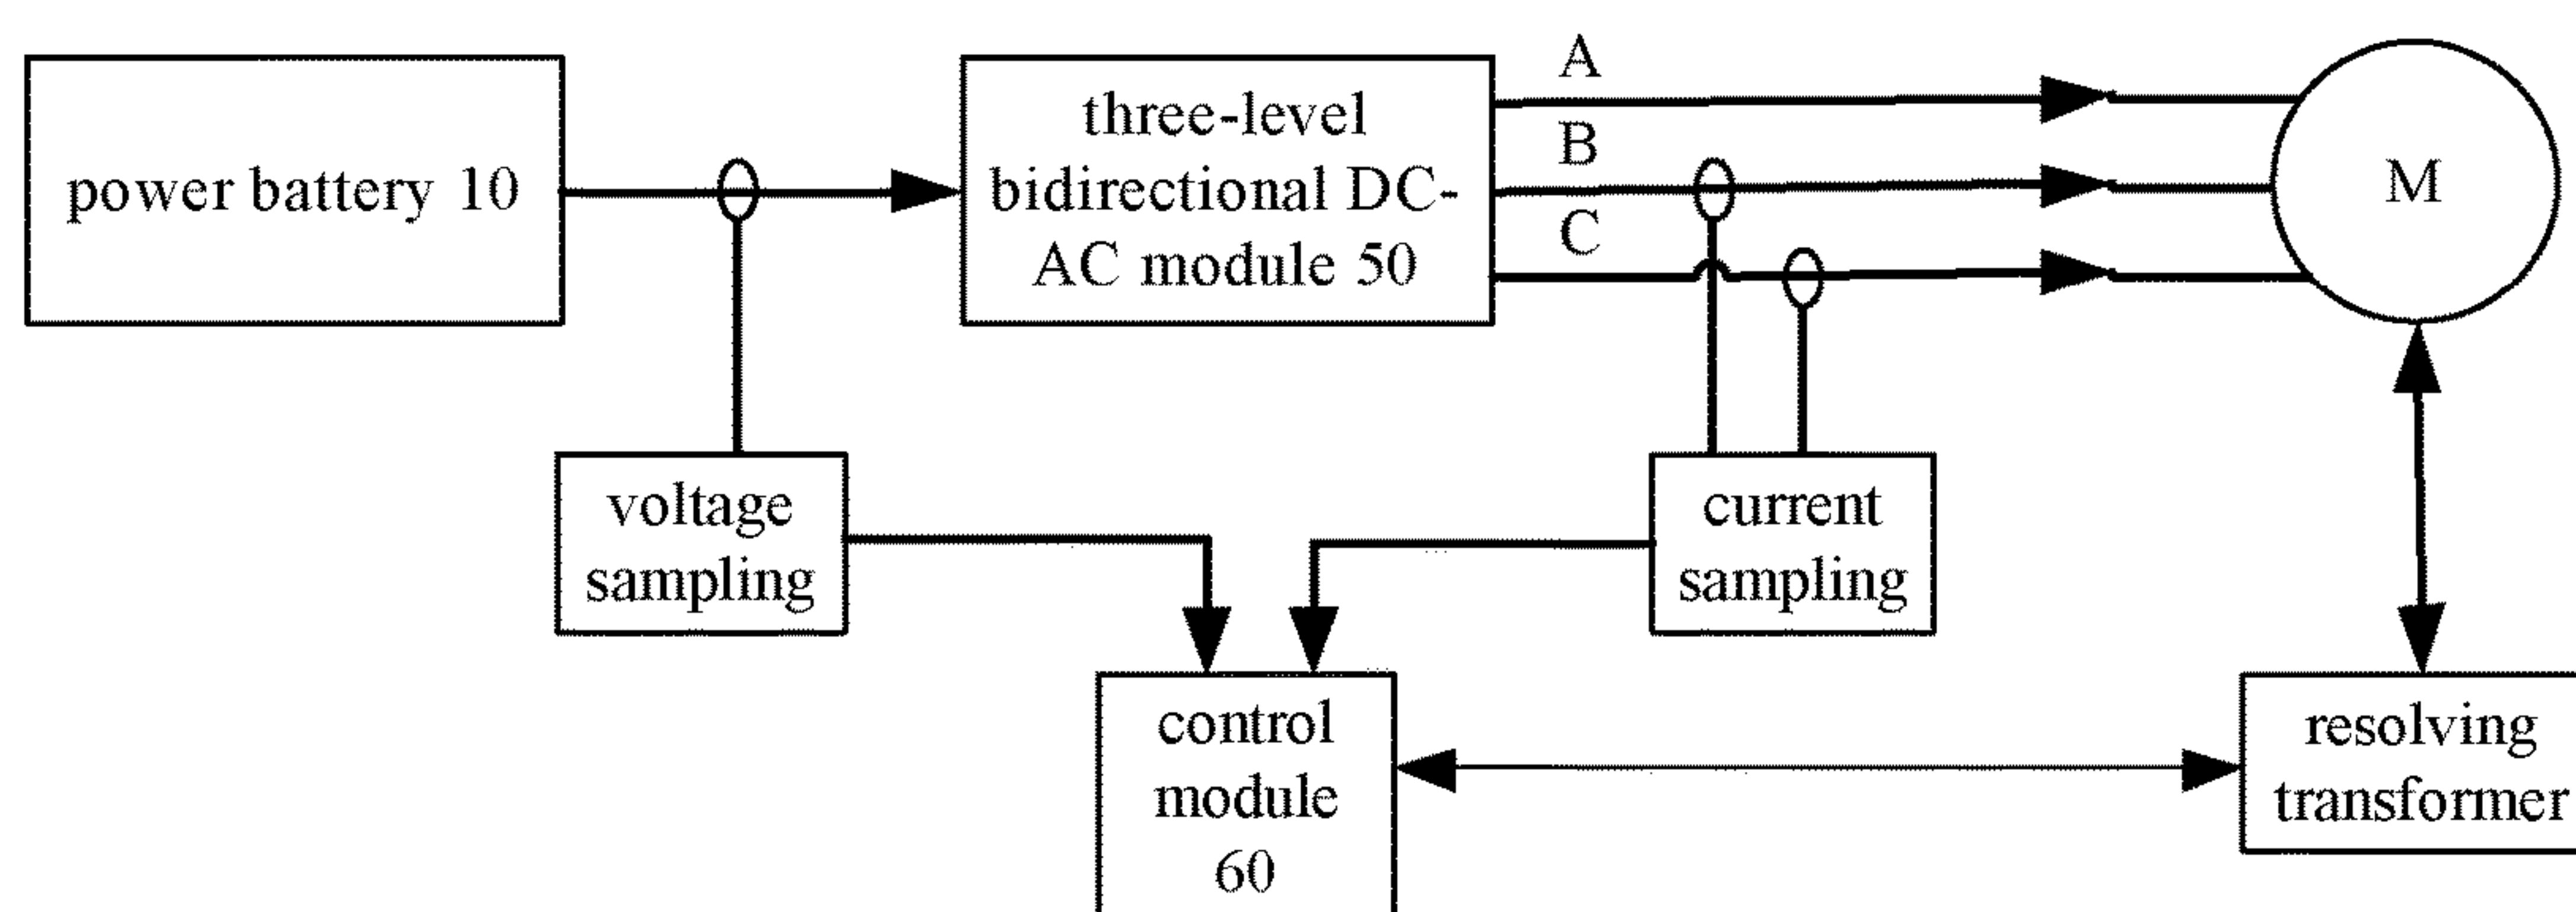 power battery 10
three-level
bidirectional DC-
AC module 50
A
B
C
M
voltage
sampling
current
sampling
control
module
60
resolving
transformer